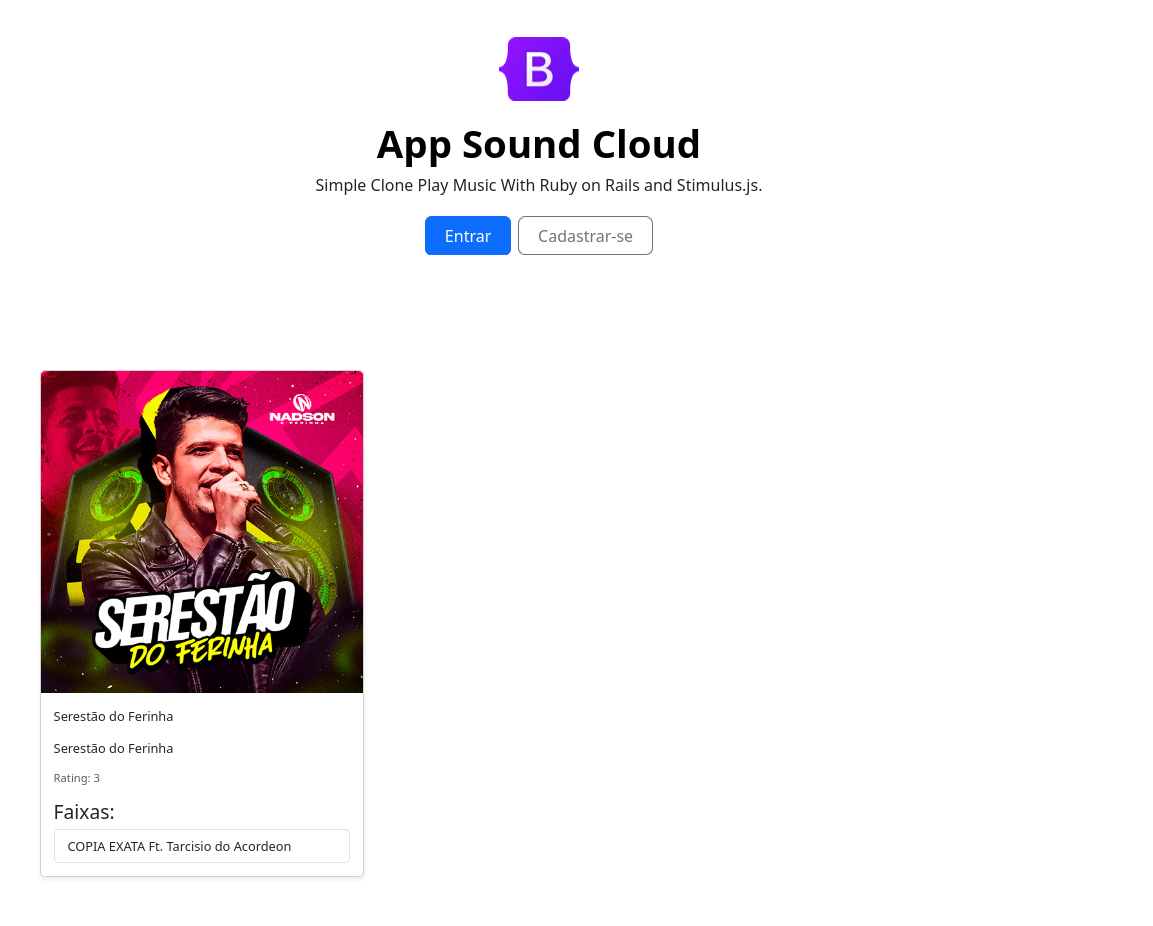 B
App Sound Cloud
Simple Clone Play Music With Ruby on Rails and Stimulus.js.
Entrar
Cadastrar-se
NADSON
O FERINHA
SERESTÃO
DO FERINHA
Serestão do Ferinha
Serestão do Ferinha
Rating: 3
Faixas:
COPIA EXATA Ft. Tarcisio do Acordeon